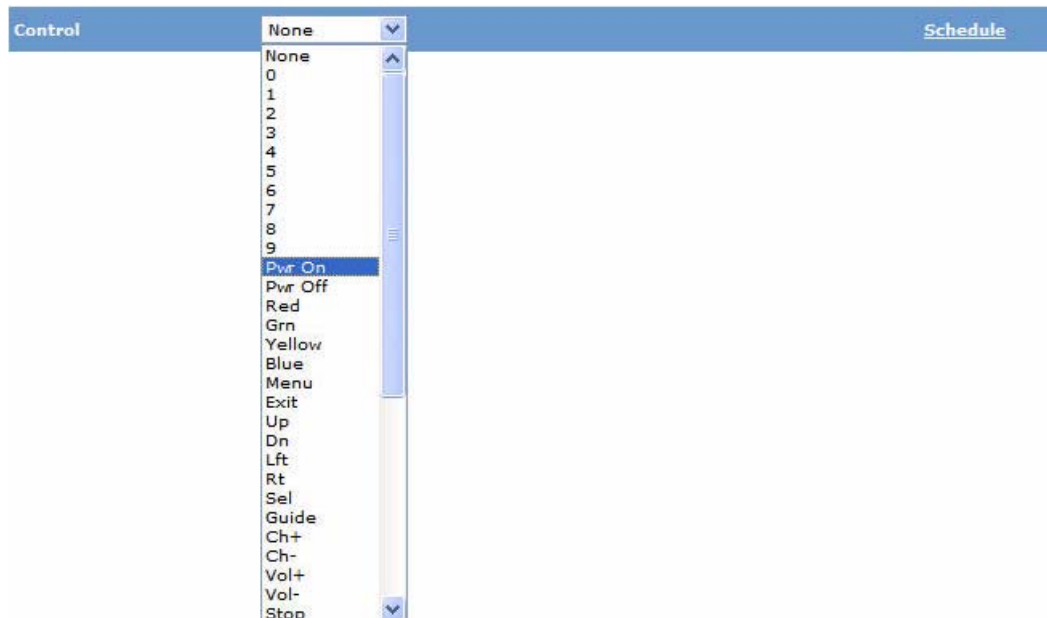 Control None Schedule
None
0
1
2
3
4
5
6
7
8
9
Pwr On
Pwr Off
Red
Grn
Yellow
Blue
Menu
Exit
Up
Dn
Lft
Rt
Sel
Guide
Ch+
Ch-
Vol+
Vol-
Stop